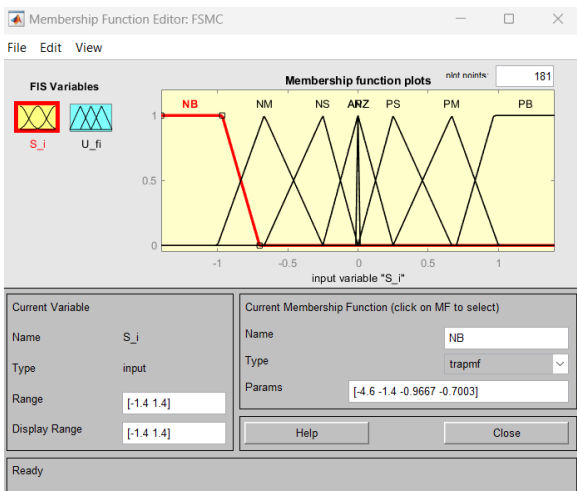 Membership Function Editor: FSMC
File Edit View
FIS Variables
S_i U_fi
Membership function plots
plot points: 181
NB NM NS PS PM PB
1
0.5
0
-1 -0.5 0 0.5 1
input variable "S_i"
Current Variable
Name S_i
Type input
Range [-1.4 1.4]
Display Range [-1.4 1.4]
Current Membership Function (click on MF to select)
Name NB
Type trapmf
Params [-4.6 -1.4 -0.9667 -0.7003]
Help Close
Ready